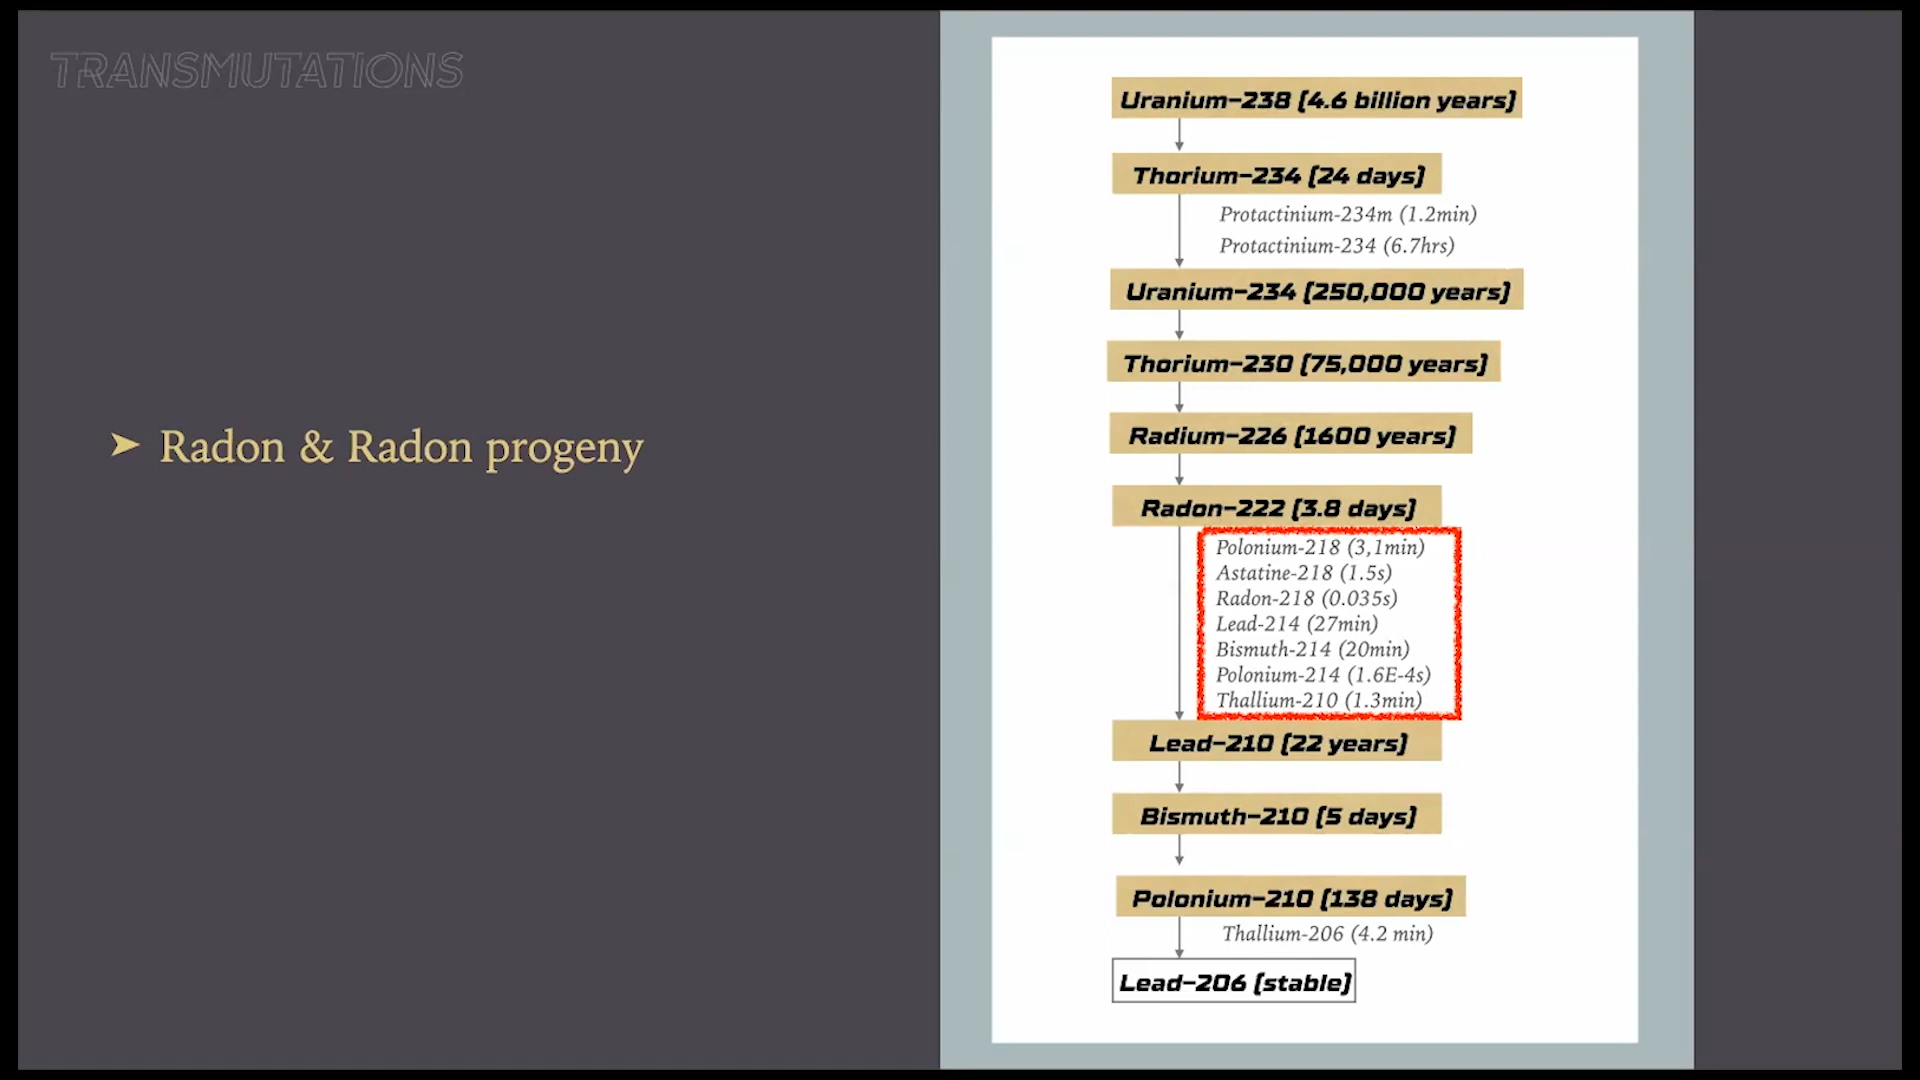 TRANSMUTATIONS
➤ Radon & Radon progeny
Uranium-238 [4.6 billion years]
Thorium-234 [24 days]
Protactinium-234m (1.2min)
Protactinium-234 (6.7hrs)
Uranium-234 [250,000 years]
Thorium-230 [75,000 years]
Radium-226 [1600 years]
Radon-222 [3.8 days]
Polonium-218 (3,1min)
Astatine-218 (1.5s)
Radon-218 (0.035s)
Lead-214 (27min)
Bismuth-214 (20min)
Polonium-214 (1.6E-4s)
Thallium-210 (1.3min)
Lead-210 [22 years]
Bismuth-210 [5 days]
Polonium-210 [138 days]
Thallium-206 (4.2 min)
Lead-206 [stable]